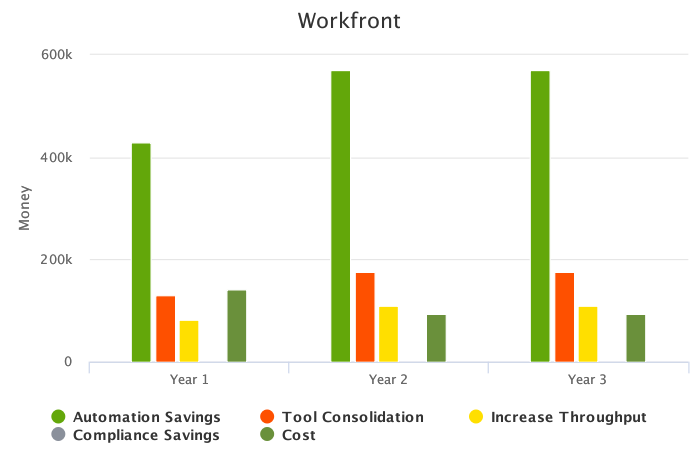 Workfront
600k
400k
200k
0
Money
Year 1 Year 2 Year 3
Automation Savings Tool Consolidation Increase Throughput
Compliance Savings Cost